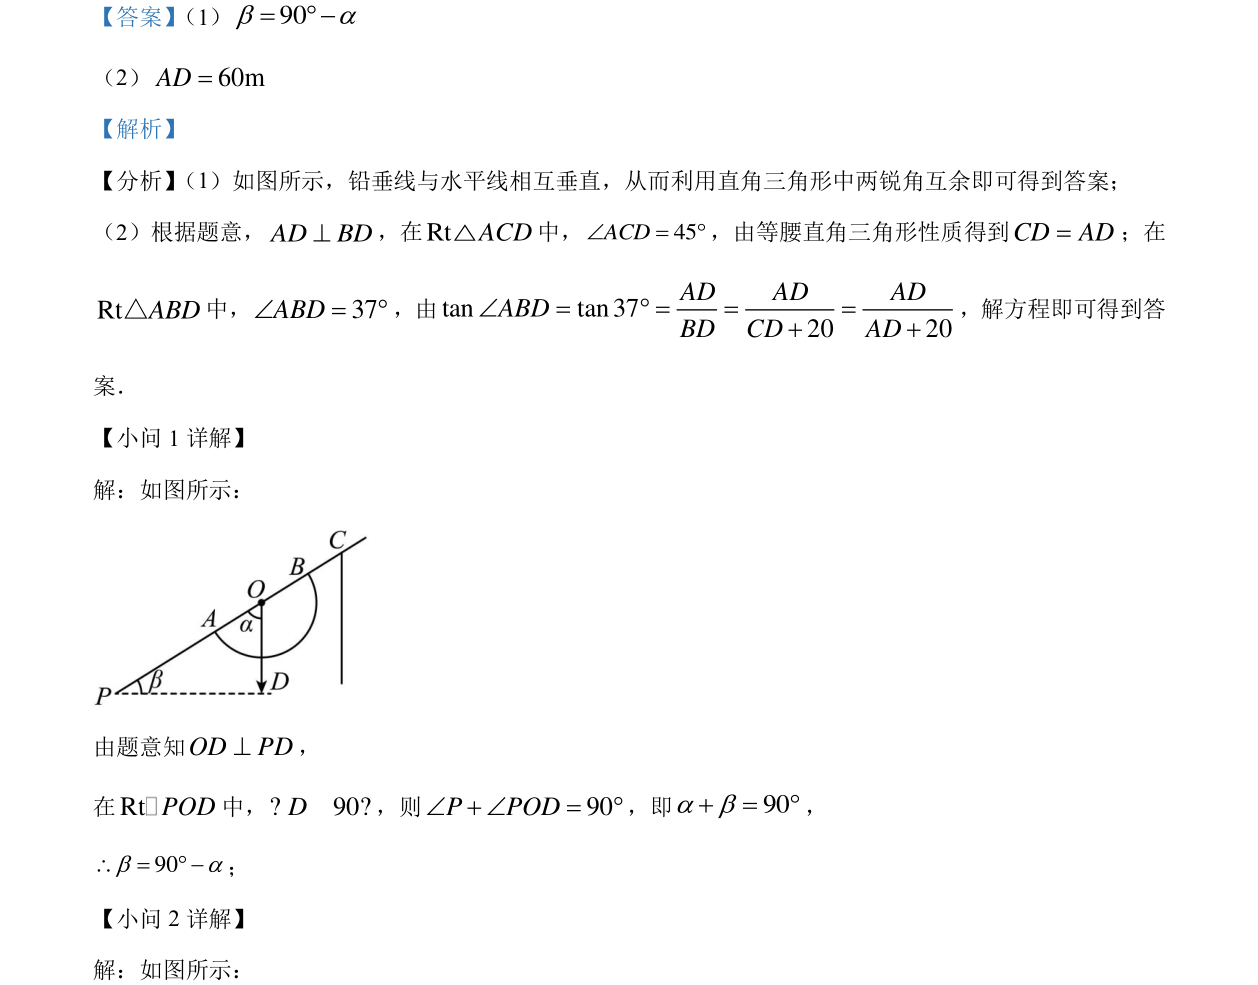 【答案】（1）β＝90°－α
（2）AD＝60m
【解析】
【分析】（1）如图所示，铅垂线与水平线相互垂直，从而利用直角三角形中两锐角互余即可得到答案；
（2）根据题意，AD⊥BD，在Rt△ACD中，∠ACD＝45°，由等腰直角三角形性质得到CD＝AD；在
Rt△ABD中，∠ABD＝37°，由tan∠ABD＝tan37°＝AD/BD＝AD/(CD+20)＝AD/(AD+20)，解方程即可得到答
案．
【小问1详解】
解：如图所示：
C
B
O
A
α
β
D
P
由题意知OD⊥PD，
在Rt□POD中，?D 90?，则∠P+∠POD＝90°，即α+β＝90°，
∴β＝90°－α；
【小问2详解】
解：如图所示：